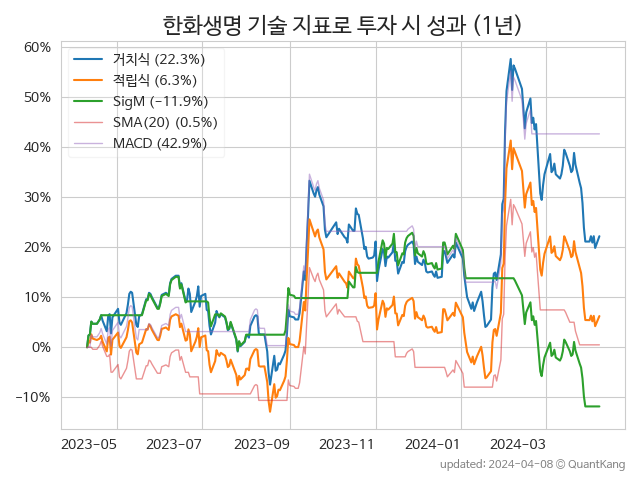 한화생명 기술 지표로 투자 시 성과 (1년)
60%
50%
40%
30%
20%
10%
0%
−10%
거치식 (22.3%)
적립식 (6.3%)
SigM (−11.9%)
SMA(20) (0.5%)
MACD (42.9%)
2023-05
2023-07
2023-09
2023-11
2024-01
2024-03
updated: 2024-04-08 ⓒ QuantKang